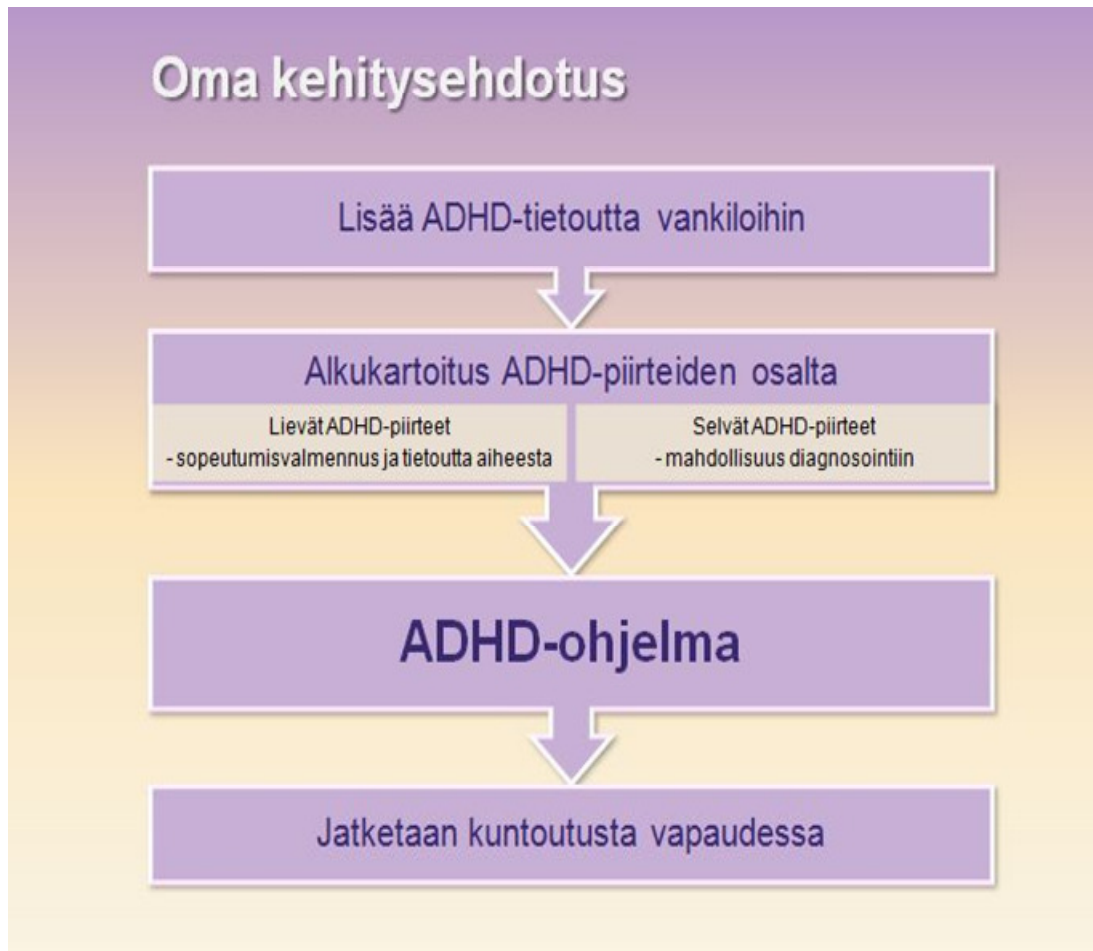 Oma kehitysehdotus
Lisää ADHD-tietoutta vankiloihin
Alkukartoitus ADHD-piirteiden osalta
Lievät ADHD-piirteet
- sopeutumisvalmennus ja tietoutta aiheesta
Selvät ADHD-piirteet
- mahdollisuus diagnosointiin
ADHD-ohjelma
Jatketaan kuntoutusta vapaudessa